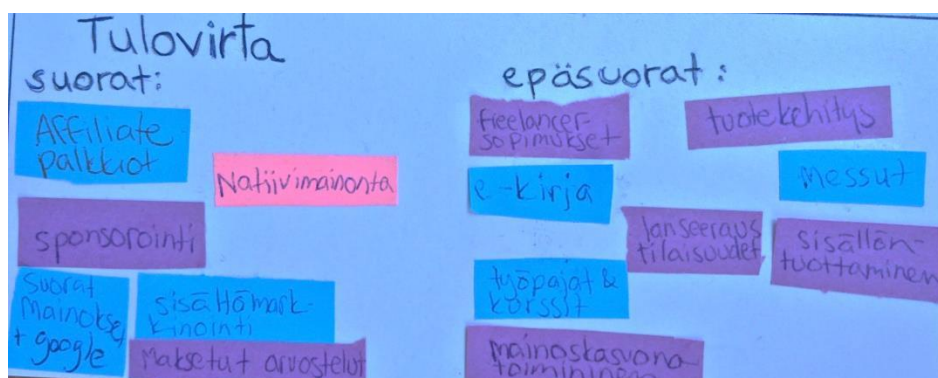 Tulovirta
suorat:
Affiliate
palkkiot
Natiivimainonta
sponsorointi
suorat
mainokset
+ google
sisältömark-
kinointi
Maksetut arvostelut
epäsuorat:
freelancer-
sopimukset
tuotekehitys
e-kirja
messut
lanseeraus
tilaisuudet
sisällön-
tuottaminen
työpajat &
kurssit
mainoskasvona
toimiminen